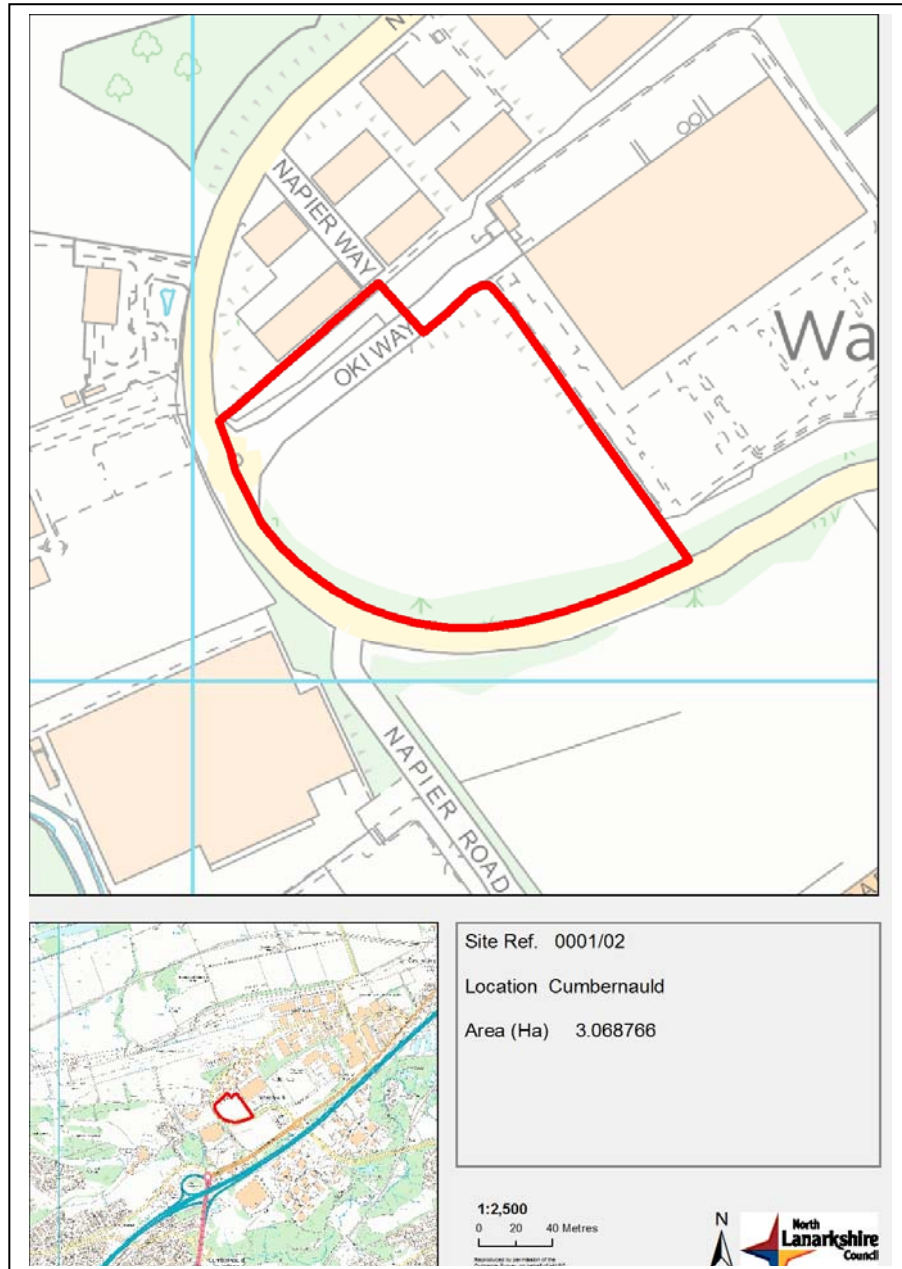 N
NAPIER WAY
OKI WAY
Wa
NAPIER ROAD
Site Ref. 0001/02
Location Cumbernauld
Area (Ha) 3.068766
1:2,500
0 20 40 Metres
N
North
Lanarkshire
Council